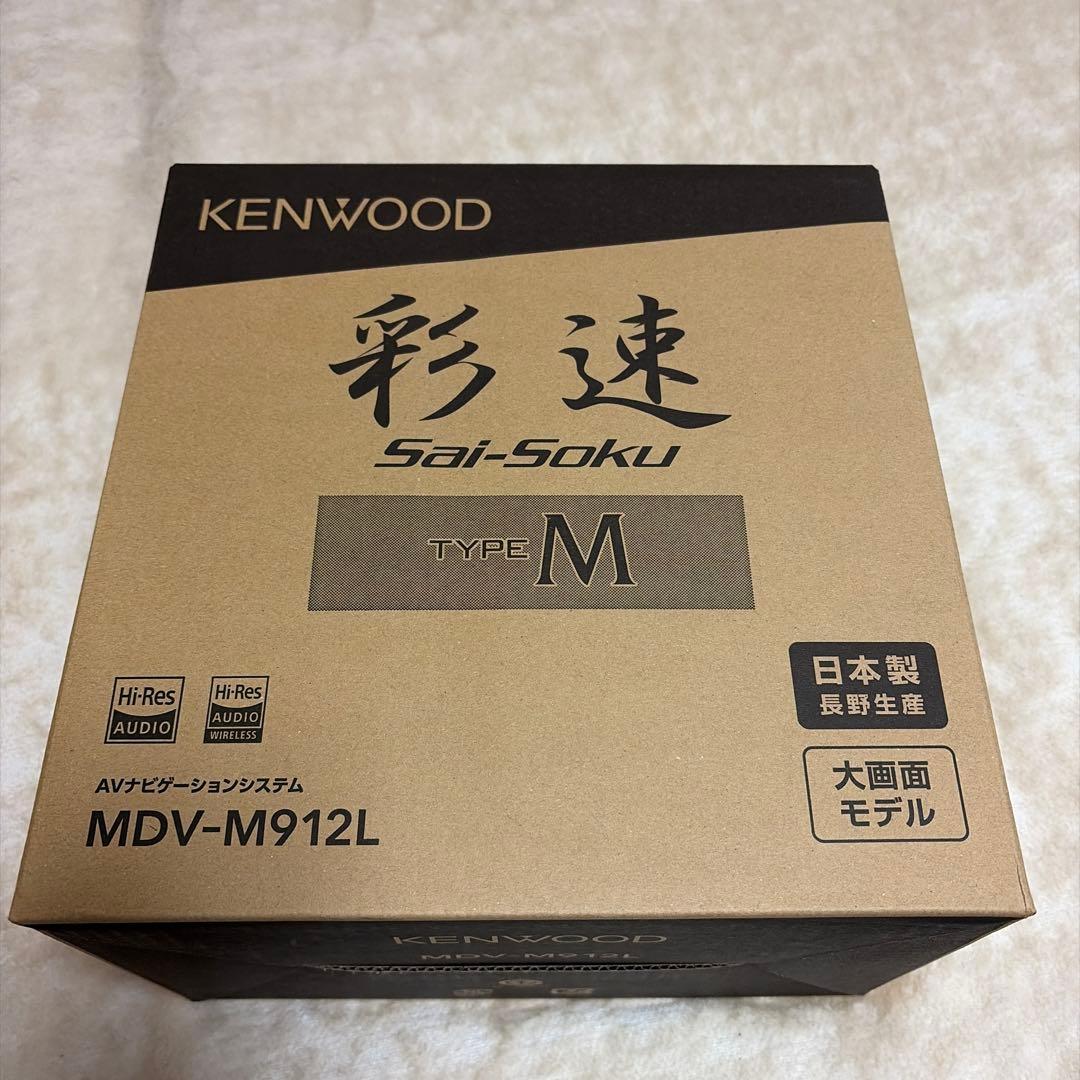 KENWOOD
彩速
Sai-Soku
TYPE M
Hi-Res
AUDIO
Hi-Res
AUDIO
WIRELESS
日本製
長野生産
大画面
モデル
AVナビゲーションシステム
MDV-M912L
KENWOOD
MDV-M912L